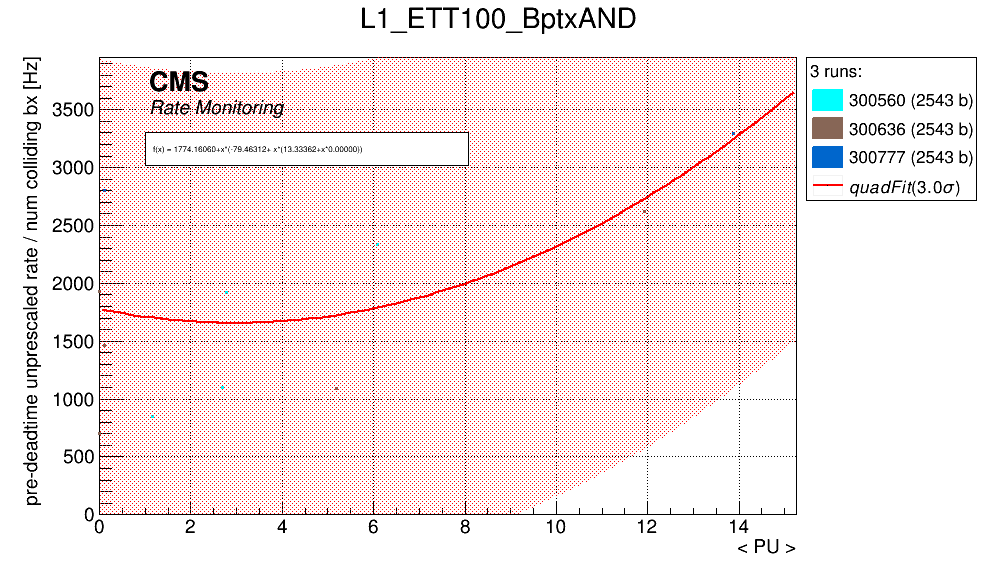 L1_ETT100_BptxAND
pre-deadtime unprescaled rate / num colliding bx [Hz]
CMS
Rate Monitoring
f(x) = 1774.16060+x*(-79.46312+ x*(13.33362+x*0.00000))
3500
3000
2500
2000
1500
1000
500
0
0 2 4 6 8 10 12 14
< PU >
3 runs:
300560 (2543 b)
300636 (2543 b)
300777 (2543 b)
quadFit(3.0σ)